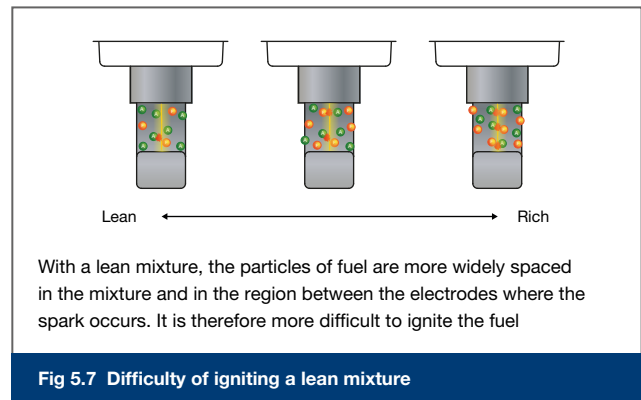 Lean
Rich
With a lean mixture, the particles of fuel are more widely spaced
in the mixture and in the region between the electrodes where the
spark occurs. It is therefore more difficult to ignite the fuel
Fig 5.7 Difficulty of igniting a lean mixture